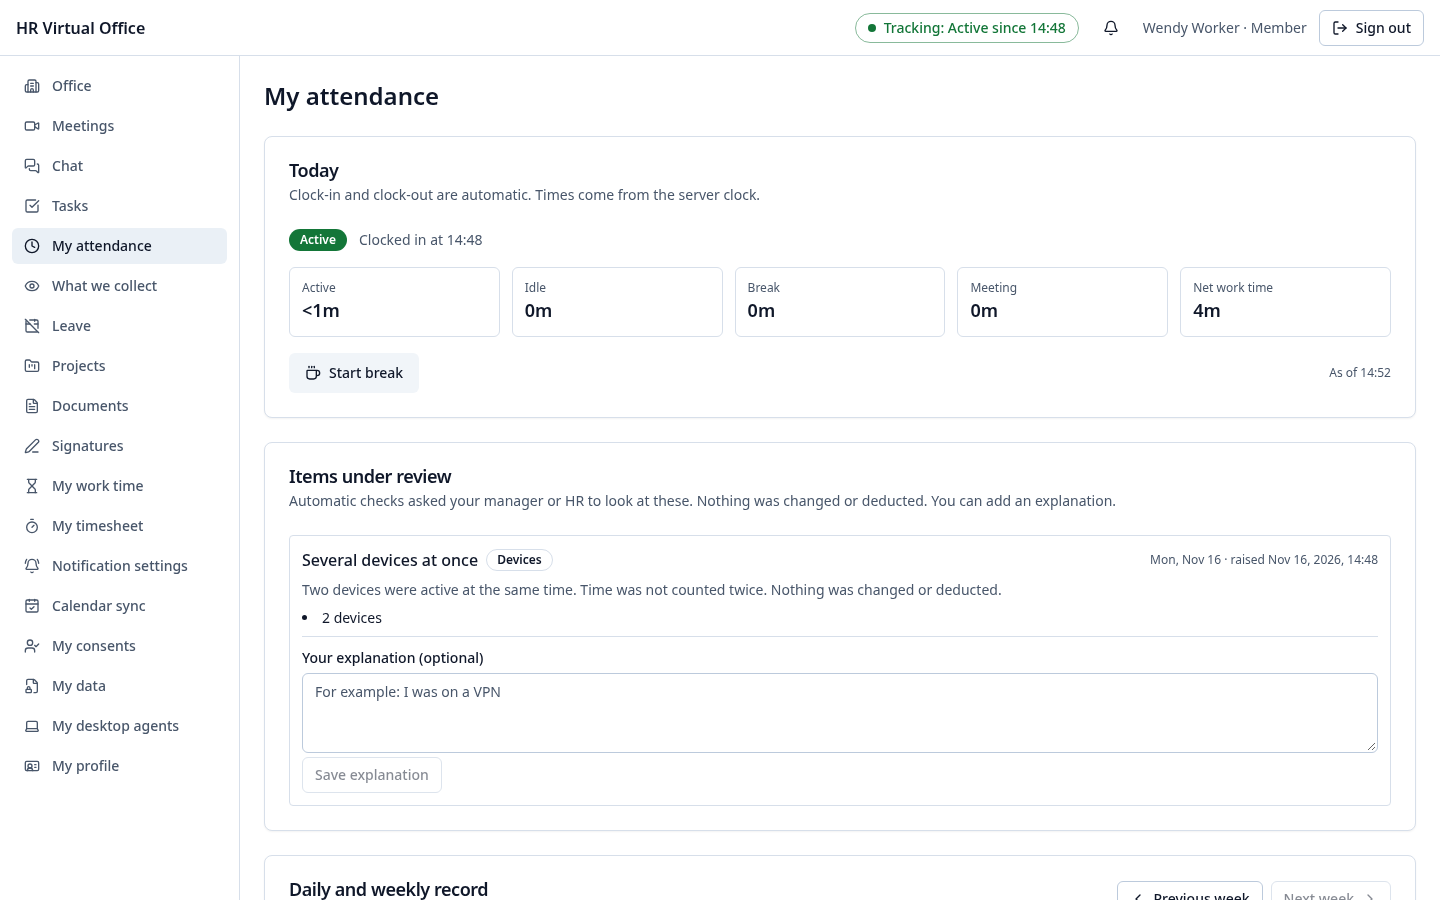 HR Virtual Office
Tracking: Active since 14:48
Wendy Worker · Member
Sign out
Office
Meetings
Chat
Tasks
My attendance
What we collect
Leave
Projects
Documents
Signatures
My work time
My timesheet
Notification settings
Calendar sync
My consents
My data
My desktop agents
My profile
My attendance
Today
Clock-in and clock-out are automatic. Times come from the server clock.
Active Clocked in at 14:48
Active
<1m
Idle
0m
Break
0m
Meeting
0m
Net work time
4m
Start break
As of 14:52
Items under review
Automatic checks asked your manager or HR to look at these. Nothing was changed or deducted. You can add an explanation.
Several devices at once Devices
Mon, Nov 16 · raised Nov 16, 2026, 14:48
Two devices were active at the same time. Time was not counted twice. Nothing was changed or deducted.
• 2 devices
Your explanation (optional)
For example: I was on a VPN
Save explanation
Daily and weekly record
Previous week
Next week